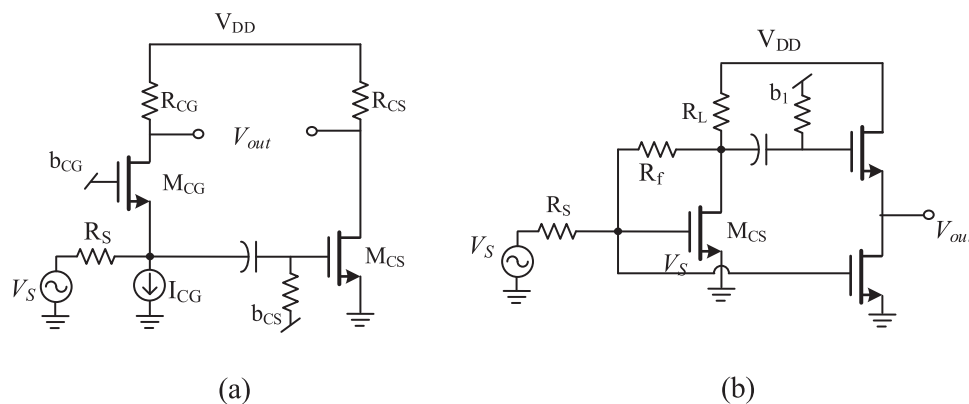 V_DD
R_CG
R_CS
V_out
b_CG
M_CG
R_S
M_CS
V_S
I_CG
b_CS
(a)
V_DD
b_1
R_L
R_f
R_S
M_CS
V_S
V_S
V_out
(b)